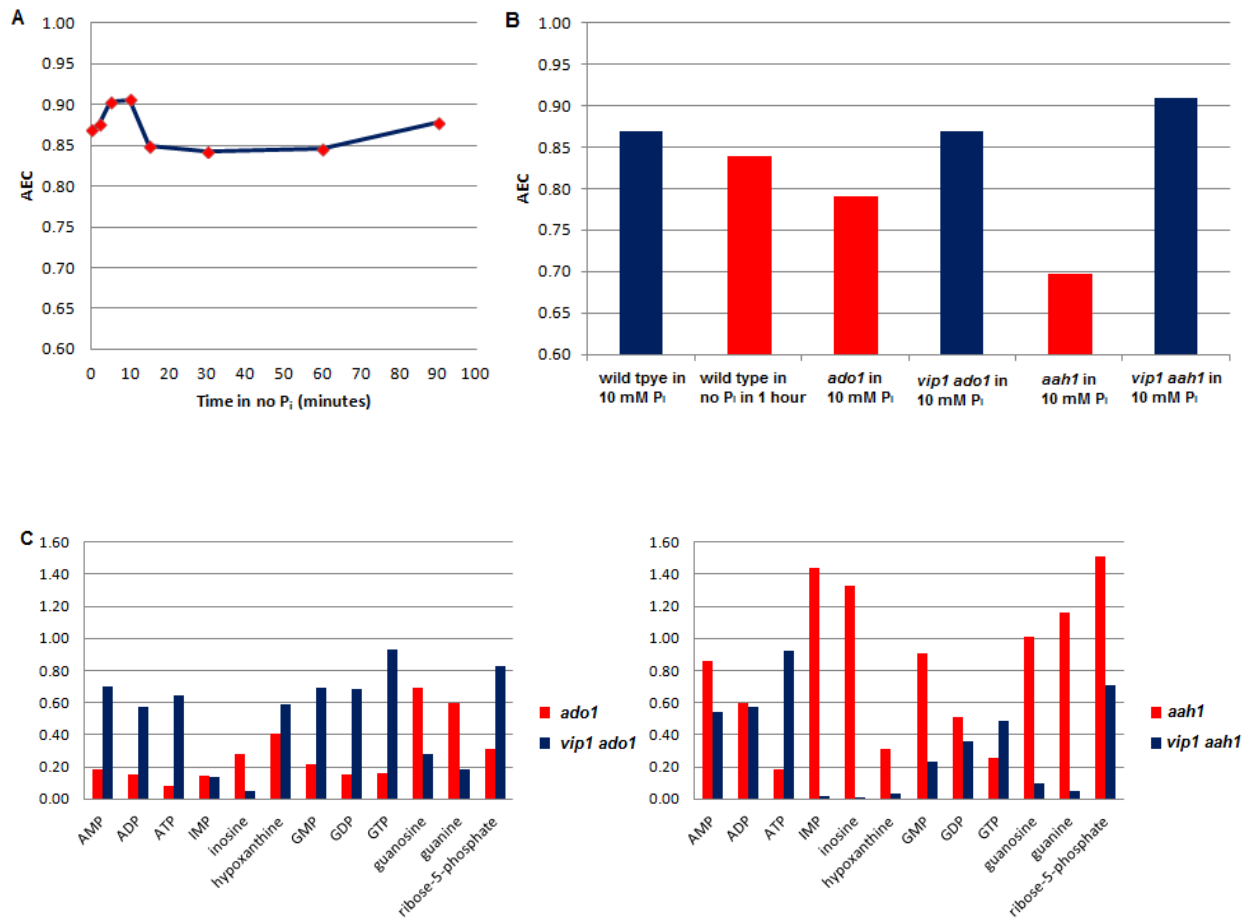 A
1.00
0.95
0.90
0.85
0.80
0.75
0.70
0.65
0.60
AEC
0 10 20 30 40 50 60 70 80 90 100
Time in no Pi (minutes)
B
1.00
0.95
0.90
0.85
0.80
0.75
0.70
0.65
0.60
AEC
wild tpye in
10 mM Pi
wild type in
no Pi in 1 hour
ado1 in
10 mM Pi
vip1 ado1 in
10 mM Pi
aah1 in
10 mM Pi
vip1 aah1 in
10 mM Pi
C
1.60
1.40
1.20
1.00
0.80
0.60
0.40
0.20
0.00
AMP
ADP
ATP
IMP
inosine
hypoxanthine
GMP
GDP
GTP
guanosine
guanine
ribose-5-phosphate
ado1
vip1 ado1
1.60
1.40
1.20
1.00
0.80
0.60
0.40
0.20
0.00
AMP
ADP
ATP
IMP
inosine
hypoxanthine
GMP
GDP
GTP
guanosine
guanine
ribose-5-phosphate
aah1
vip1 aah1